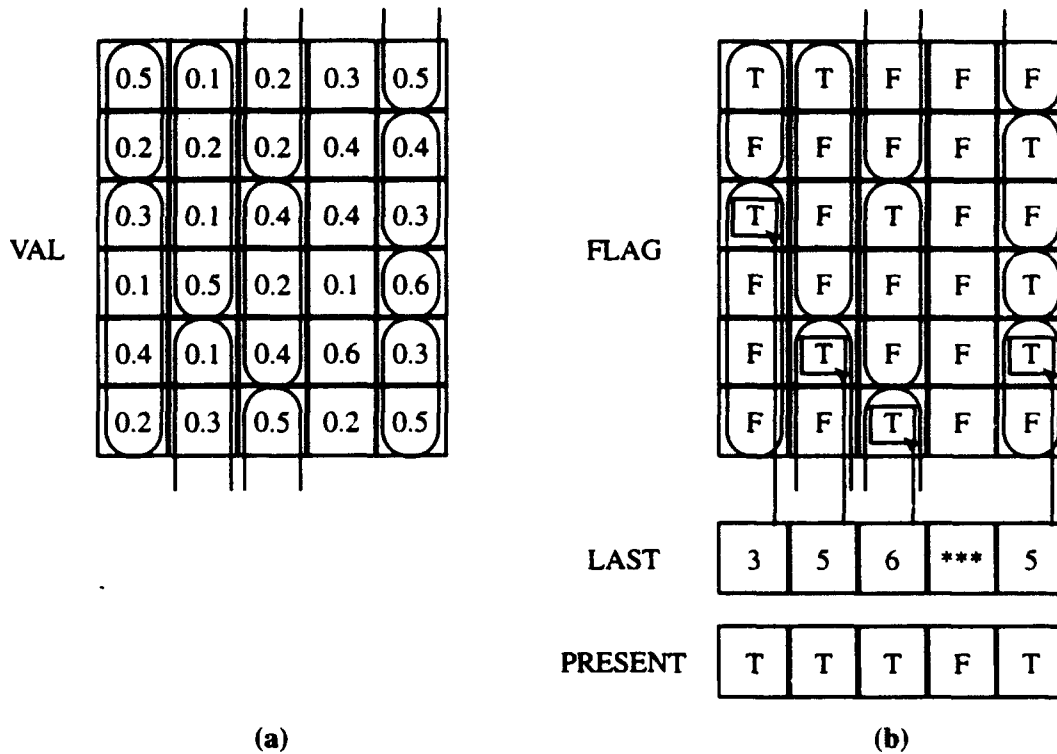 0.5 0.1 0.2 0.3 0.5
0.2 0.2 0.2 0.4 0.4
VAL 0.3 0.1 0.4 0.4 0.3
0.1 0.5 0.2 0.1 0.6
0.4 0.1 0.4 0.6 0.3
0.2 0.3 0.5 0.2 0.5
(a)
T T F F F
F F F F T
FLAG T F T F F
F F F F T
F T F F T
F F T F F
LAST 3 5 6 *** 5
PRESENT T T T F T
(b)